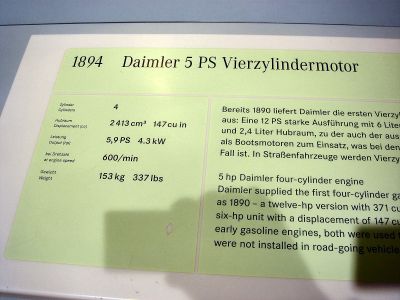 1894 Daimler 5 PS Vierzylindermotor
Zylinder
Cylinders
4
Hubraum
Displacement (cc)
2413 cm³ 147 cu in
Leistung
Output (hp)
5,9 PS 4.3 kW
bei Drehzahl
at engine speed
600/min
Gewicht
Weight
153 kg 337 lbs
Bereits 1890 liefert Daimler die ersten Vierzyl
aus: Eine 12 PS starke Ausführung mit 6 Lite
und 2,4 Liter Hubraum, zu der auch der aus
als Bootsmotoren zum Einsatz, was bei den
Fall ist. In Straßenfahrzeuge werden Vierzy
5 hp Daimler four-cylinder engine
Daimler supplied the first four-cylinder ga
as 1890 – a twelve-hp version with 371 cu
six-hp unit with a displacement of 147 cu
early gasoline engines, both were used
were not installed in road-going vehicle